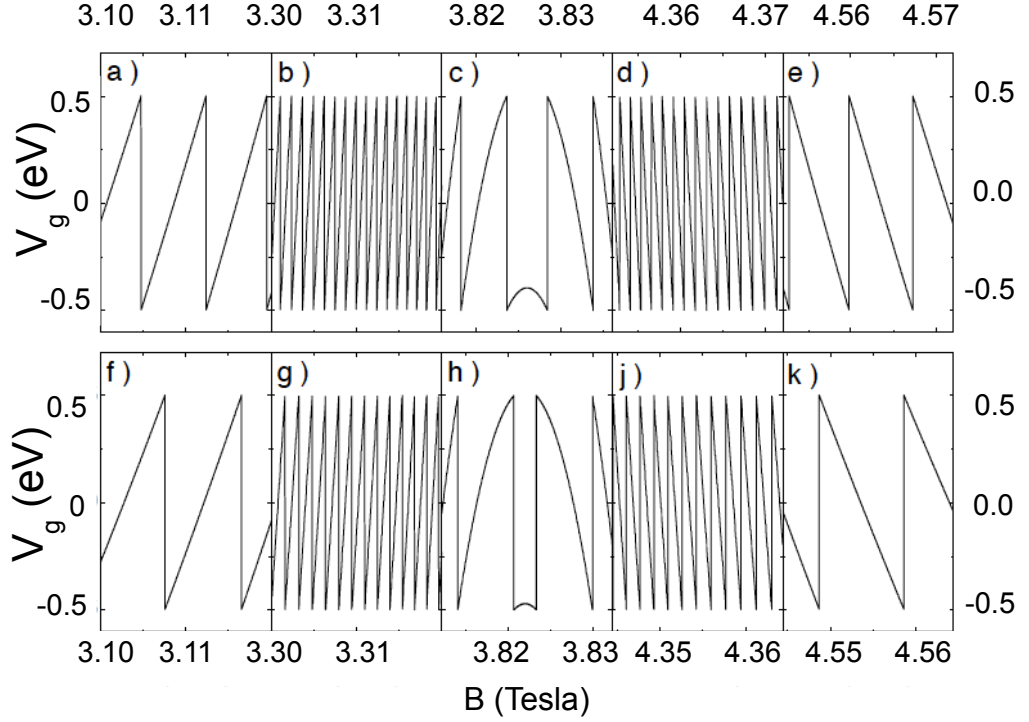 3.10 3.11 3.30 3.31 3.82 3.83 4.36 4.37 4.56 4.57
a ) b ) c ) d ) e )
0.5 0.5
0 0.0
-0.5 -0.5
V g (eV)
f ) g ) h ) j ) k )
0.5 0.5
0 0.0
-0.5 -0.5
V g (eV)
3.10 3.11 3.30 3.31 3.82 3.83 4.35 4.36 4.55 4.56
B (Tesla)